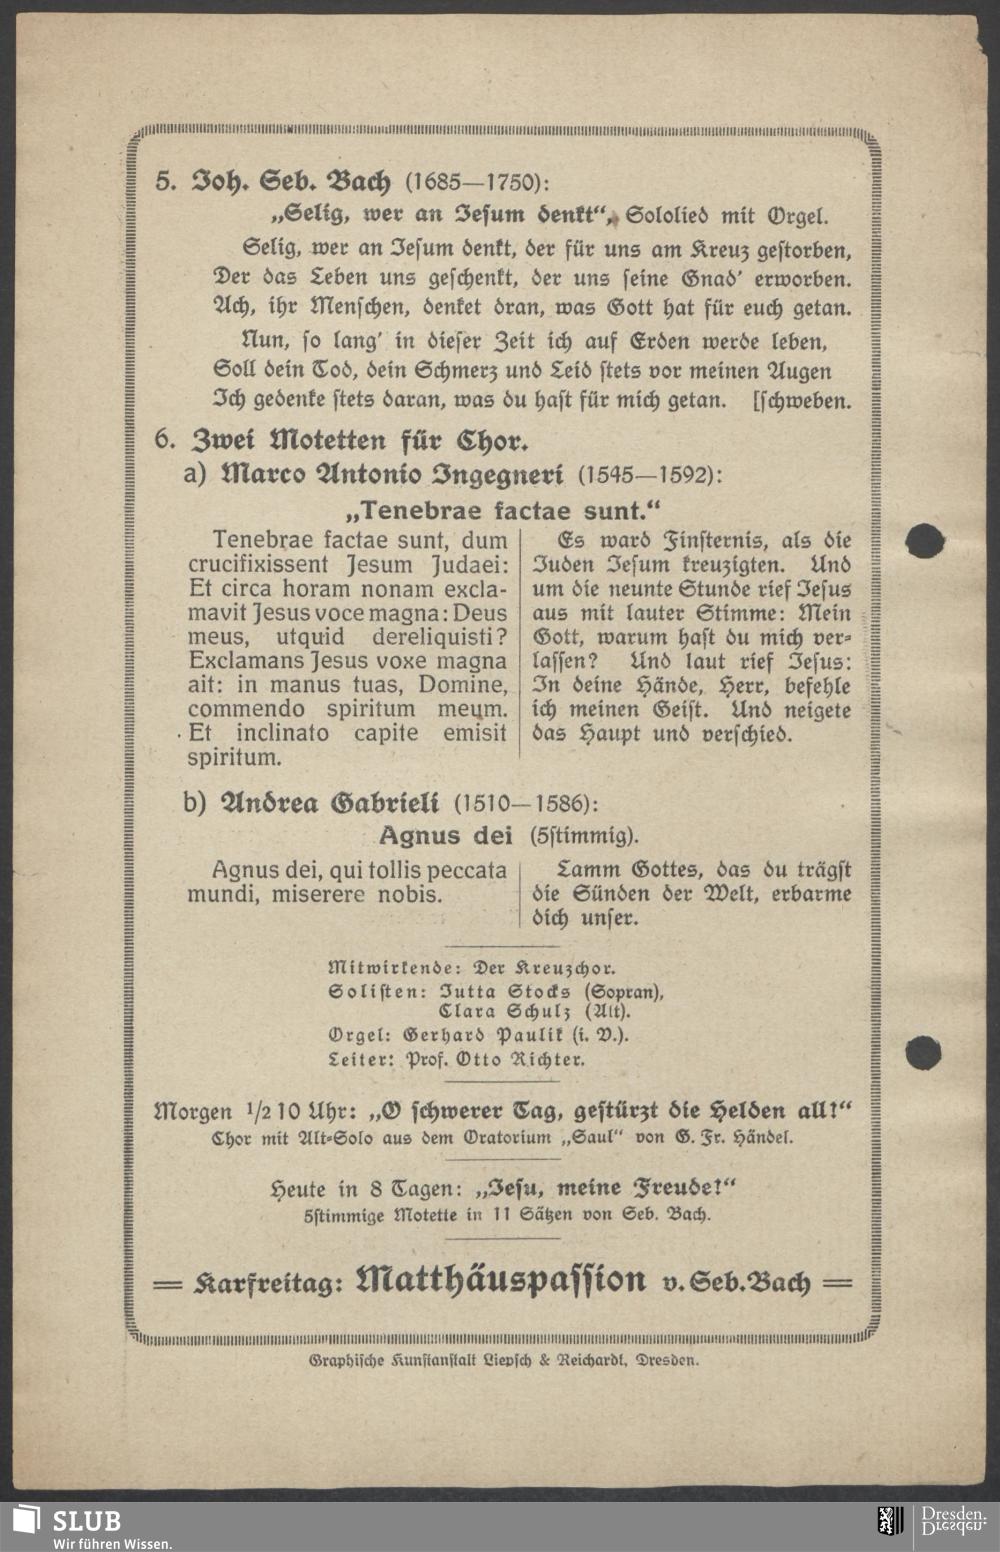 5. Joh. Seb. Bach (1685—1750):
„Selig, wer an Jesum denkt“, Sololied mit Orgel.
Selig, wer an Jesum denkt, der für uns am Kreuz gestorben,
Der das Leben uns geschenkt, der uns seine Gnad' erworben.
Ach, ihr Menschen, denket dran, was Gott hat für euch getan.
Nun, so lang' in dieser Zeit ich auf Erden werde leben,
Soll dein Tod, dein Schmerz und Leid stets vor meinen Augen
Ich gedenke stets daran, was du hast für mich getan. [schweben.
6. Zwei Motetten für Chor.
a) Marco Antonio Ingegneri (1545—1592):
„Tenebrae factae sunt.“
Tenebrae factae sunt, dum
crucifixissent Jesum Judaei:
Et circa horam nonam excla-
mavit Jesus voce magna: Deus
meus, utquid dereliquisti?
Exclamans Jesus voxe magna
ait: in manus tuas, Domine,
commendo spiritum meum.
Et inclinato capite emisit
spiritum.
Es ward Finsternis, als die
Juden Jesum kreuzigten. Und
um die neunte Stunde rief Jesus
aus mit lauter Stimme: Mein
Gott, warum hast du mich ver-
lassen? Und laut rief Jesus:
In deine Hände, Herr, befehle
ich meinen Geist. Und neigete
das Haupt und verschied.
b) Andrea Gabrieli (1510—1586):
Agnus dei (5stimmig).
Agnus dei, qui tollis peccata
mundi, miserere nobis.
Lamm Gottes, das du trägst
die Sünden der Welt, erbarme
dich unser.
Mitwirkende: Der Kreuzchor.
Solisten: Jutta Stocks (Sopran),
Clara Schulz (Alt).
Orgel: Gerhard Paulik (i. V.).
Leiter: Prof. Otto Richter.
Morgen 1/2 10 Uhr: „O schwerer Tag, gestürzt die Helden all!“
Chor mit Alt-Solo aus dem Oratorium „Saul“ von G. Fr. Händel.
Heute in 8 Tagen: „Jesu, meine Freude!“
5stimmige Motette in 11 Sätzen von Seb. Bach.
= Karfreitag: Matthäuspassion v. Seb. Bach =
Graphische Kunstanstalt Liepsch & Reichardt, Dresden.
SLUB
Wir führen Wissen.
Dresden.
Dresden.